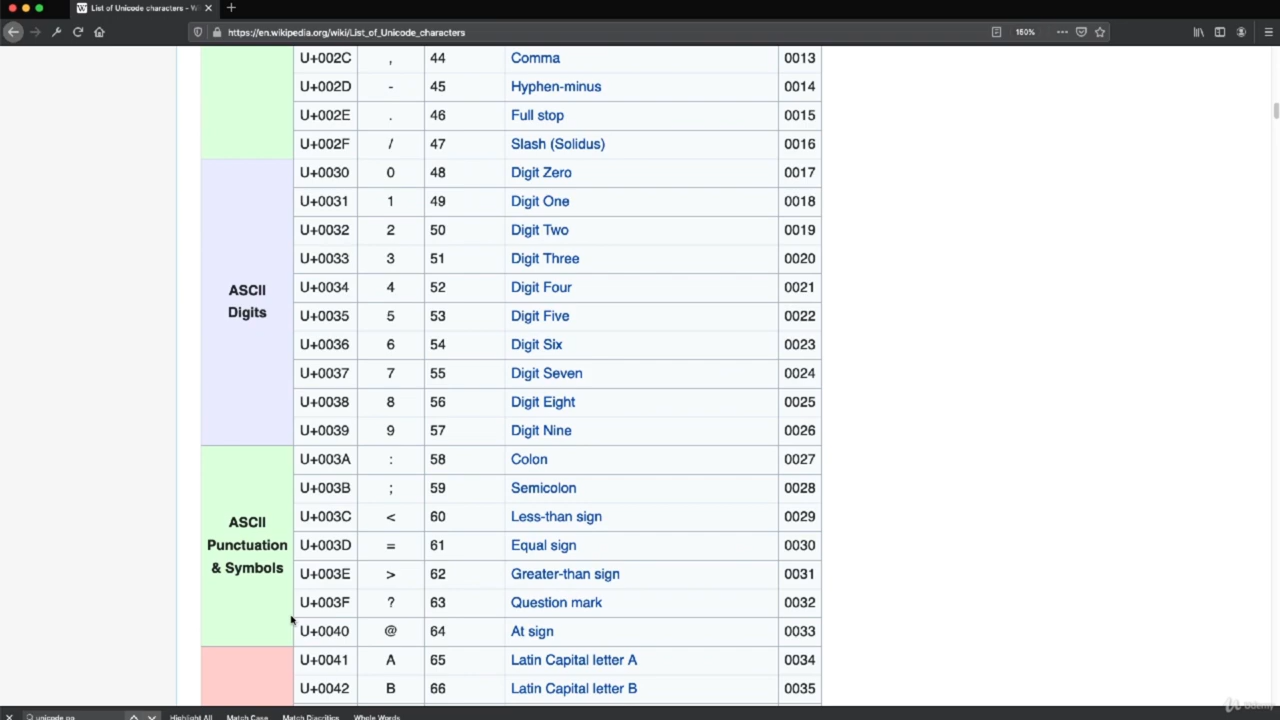 List of Unicode characters - W
https://en.wikipedia.org/wiki/List_of_Unicode_characters
150%
U+002C , 44 Comma 0013
U+002D - 45 Hyphen-minus 0014
U+002E . 46 Full stop 0015
U+002F / 47 Slash (Solidus) 0016
U+0030 0 48 Digit Zero 0017
U+0031 1 49 Digit One 0018
U+0032 2 50 Digit Two 0019
U+0033 3 51 Digit Three 0020
ASCII
Digits
U+0034 4 52 Digit Four 0021
U+0035 5 53 Digit Five 0022
U+0036 6 54 Digit Six 0023
U+0037 7 55 Digit Seven 0024
U+0038 8 56 Digit Eight 0025
U+0039 9 57 Digit Nine 0026
U+003A : 58 Colon 0027
U+003B ; 59 Semicolon 0028
ASCII
Punctuation
& Symbols
U+003C < 60 Less-than sign 0029
U+003D = 61 Equal sign 0030
U+003E > 62 Greater-than sign 0031
U+003F ? 63 Question mark 0032
U+0040 @ 64 At sign 0033
U+0041 A 65 Latin Capital letter A 0034
U+0042 B 66 Latin Capital letter B 0035
Highlight All Match Case Match Diacritics Whole Words
Udemy